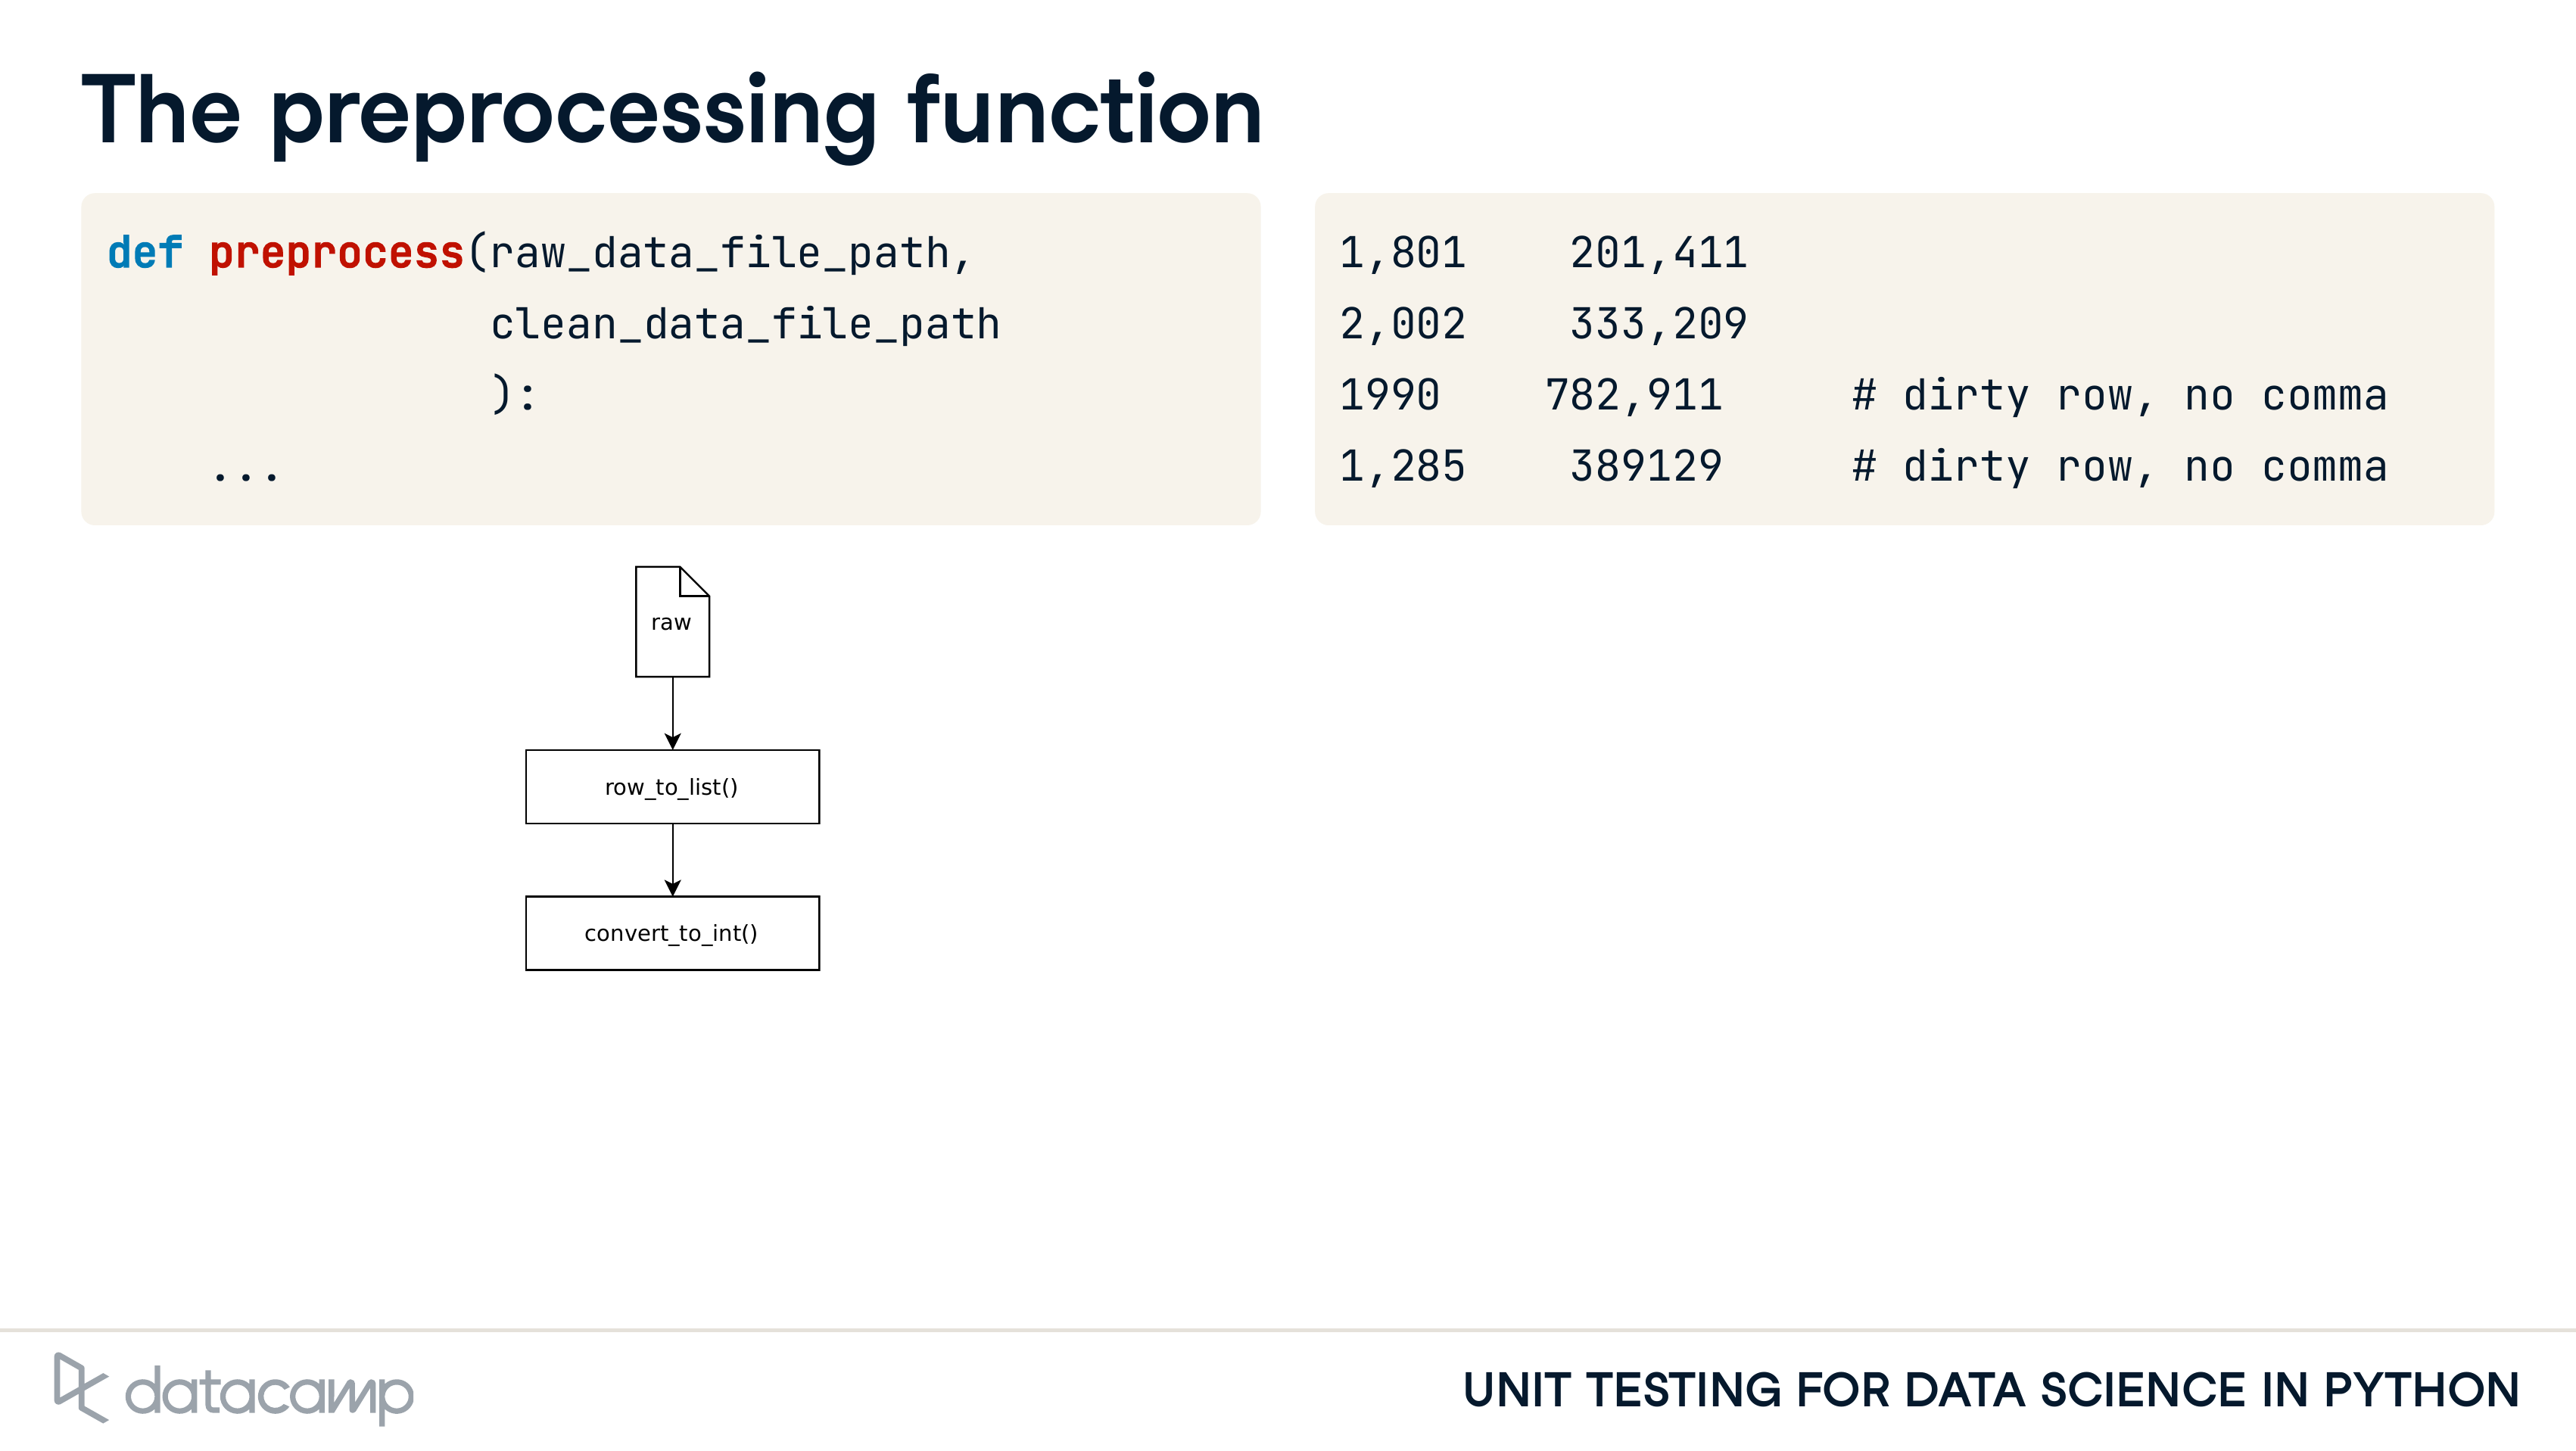 The preprocessing function
def preprocess(raw_data_file_path,
               clean_data_file_path
               ):
    ...
1,801    201,411
2,002    333,209
1990    782,911     # dirty row, no comma
1,285    389129     # dirty row, no comma
raw
row_to_list()
convert_to_int()
datacamp
UNIT TESTING FOR DATA SCIENCE IN PYTHON